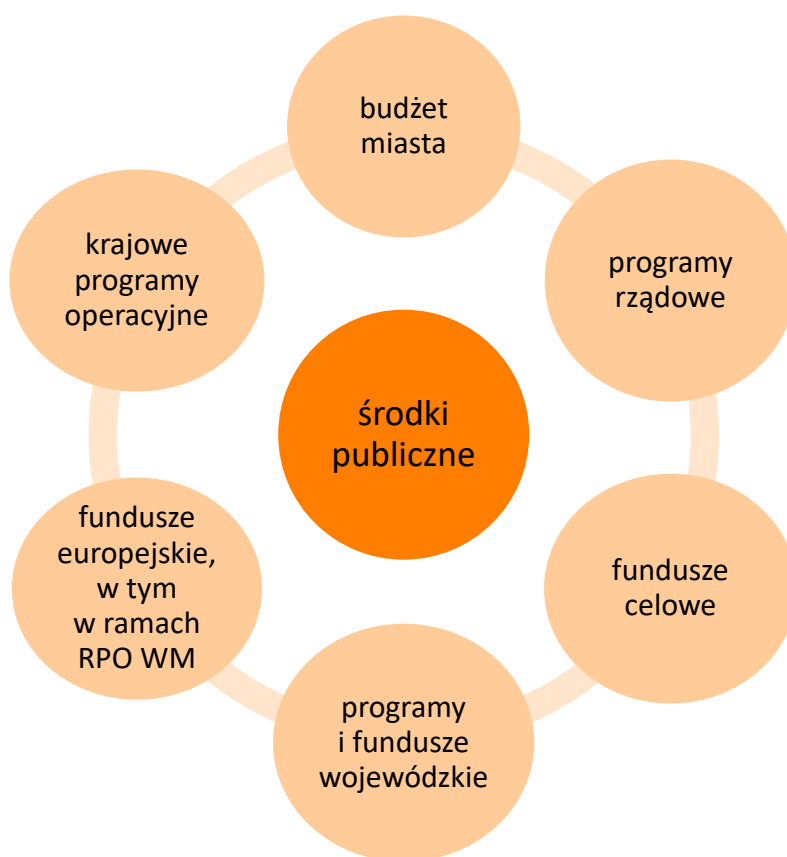 budżet
miasta
programy
rządowe
fundusze
celowe
programy
i fundusze
wojewódzkie
fundusze
europejskie,
w tym
w ramach
RPO WM
krajowe
programy
operacyjne
środki
publiczne